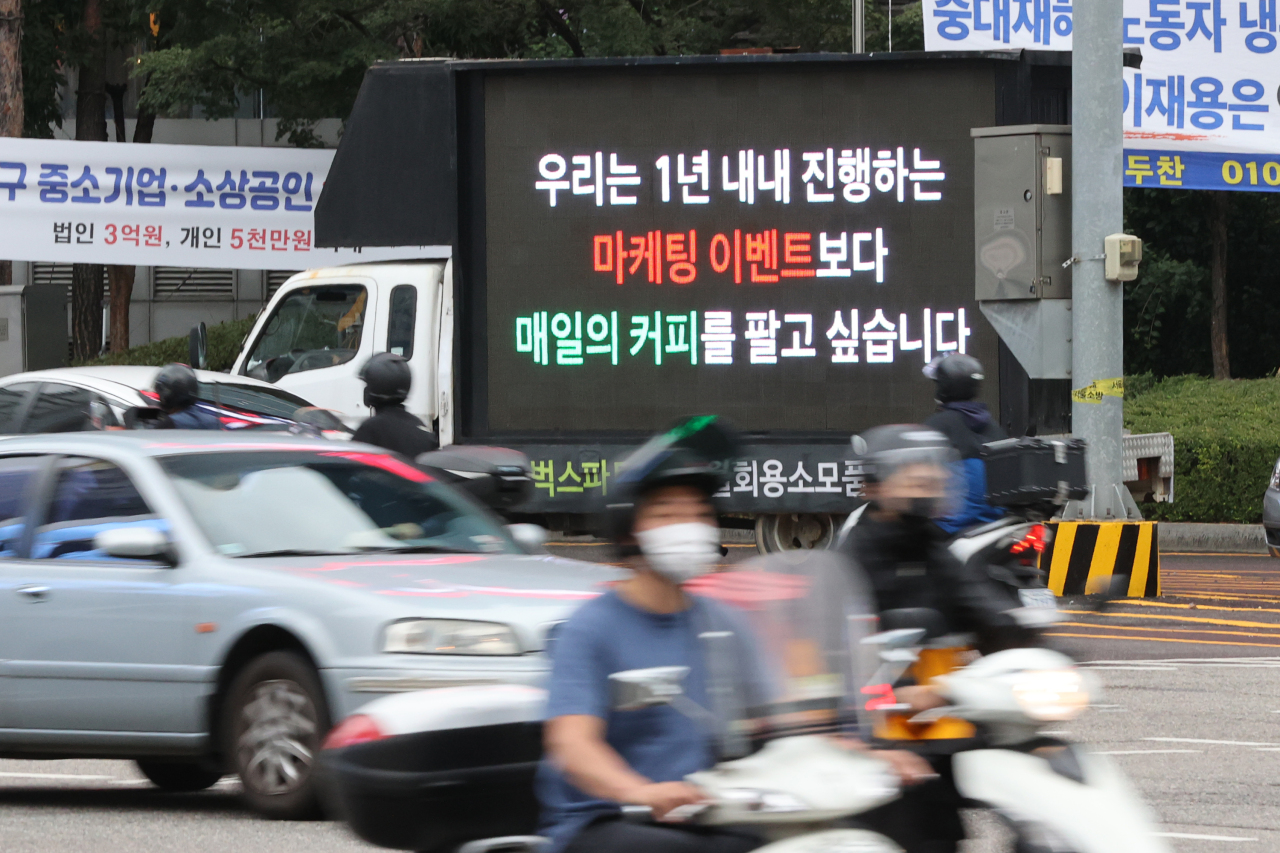 중대재해 노동자
이재용은
두찬 010
구 중소기업·소상공인
법인 3억원, 개인 5천만원
우리는 1년 내내 진행하는
마케팅 이벤트보다
매일의 커피를 팔고 싶습니다
벅스파 회용소모품